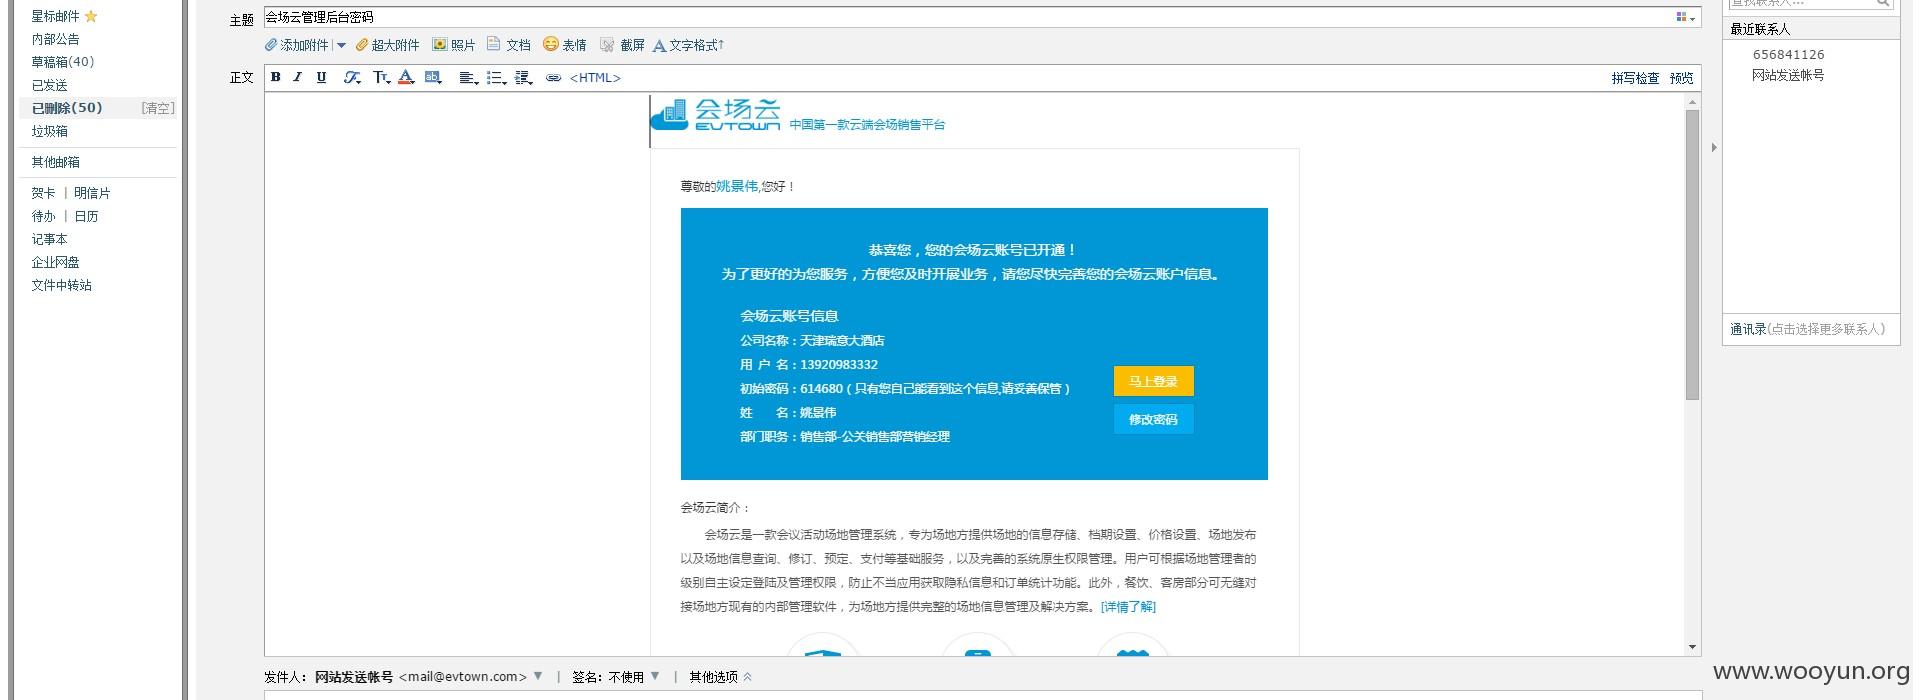 星标邮件
内部公告
草稿箱(40)
已发送
已删除(50) [清空]
垃圾箱
其他邮箱
贺卡 | 明信片
待办 | 日历
记事本
企业网盘
文件中转站
主题 会场云管理后台密码
添加附件 | 超大附件 照片 文档 表情 截屏 文字格式↑
正文 B I U <HTML> 拼写检查 预览
会场云
EVTOWN 中国第一款云端会场销售平台
尊敬的姚景伟,您好！
恭喜您，您的会场云账号已开通！
为了更好的为您服务，方便您及时开展业务，请您尽快完善您的会场云账户信息。
会场云账号信息
公司名称：天津瑞意大酒店
用 户 名：13920983332
初始密码：614680（只有您自己能看到这个信息,请妥善保管）
姓 名：姚景伟
部门职务：销售部-公关销售部营销经理
马上登录
修改密码
会场云简介：
会场云是一款会议活动场地管理系统，专为场地方提供场地的信息存储、档期设置、价格设置、场地发布
以及场地信息查询、修订、预定、支付等基础服务，以及完善的系统原生权限管理。用户可根据场地管理者的
级别自主设定登陆及管理权限，防止不当应用获取隐私信息和订单统计功能。此外，餐饮、客房部分可无缝对
接场地方现有的内部管理软件，为场地方提供完整的场地信息管理及解决方案。[详情了解]
发件人：网站发送帐号 <mail@evtown.com> | 签名：不使用 | 其他选项
查找联系人...
最近联系人
656841126
网站发送帐号
通讯录(点击选择更多联系人)
www.wooyun.org